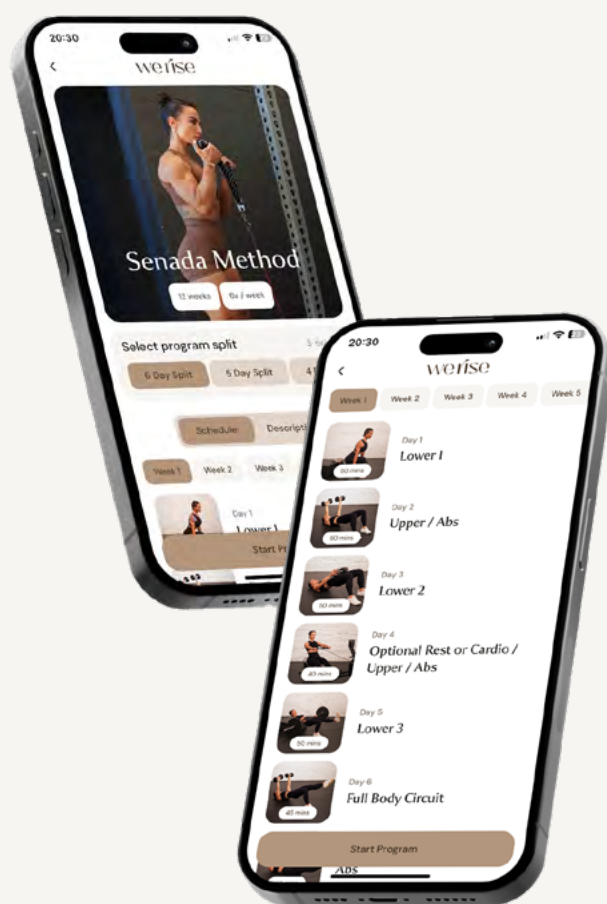 20:30
werise
Senada Method
12 weeks
6x / week
Select program split
6 Day Split
5 Day Split
4
Schedule
Descripti
Week 1
Week 2
Week 3
Day 1
Lower 1
Start Pr
20:30
werise
Week 1
Week 2
Week 3
Week 4
Week 5
Day 1
Lower 1
60 mins
Day 2
Upper / Abs
60 mins
Day 3
Lower 2
50 mins
Day 4
Optional Rest or Cardio /
Upper / Abs
40 mins
Day 5
Lower 3
50 mins
Day 6
Full Body Circuit
45 mins
Start Program
Abs